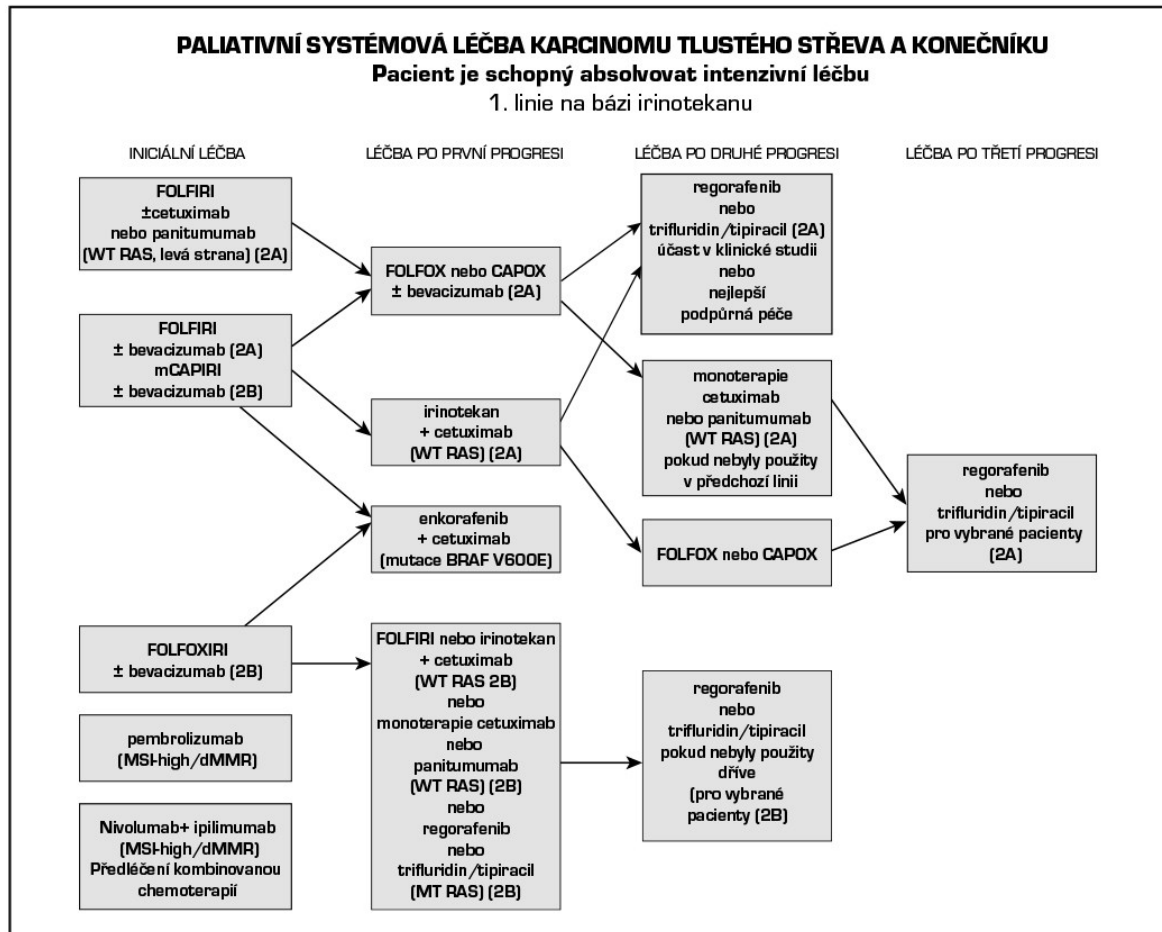 PALIATIVNÍ SYSTÉMOVÁ LÉČBA KARCINOMU TLUSTÉHO STŘEVA A KONEČNÍKU
Pacient je schopný absolvovat intenzivní léčbu
1. linie na bázi irinotekanu
INICIÁLNÍ LÉČBA
FOLFIRI
±cetuximab
nebo panitumumab
(WT RAS, levá strana) (2A)
FOLFIRI
± bevacizumab (2A)
mCAPIRI
± bevacizumab (2B)
FOLFOXIRI
± bevacizumab (2B)
pembrolizumab
(MSI-high/dMMR)
Nivolumab+ ipilimumab
(MSI-high/dMMR)
Předléčení kombinovanou
chemoterapií
LÉČBA PO PRVNÍ PROGRESI
FOLFOX nebo CAPOX
± bevacizumab (2A)
irinotekan
+ cetuximab
(WT RAS) (2A)
enkorafenib
+ cetuximab
(mutace BRAF V600E)
FOLFIRI nebo irinotekan
+ cetuximab
(WT RAS 2B)
nebo
monoterapie cetuximab
nebo
panitumumab
(WT RAS) (2B)
nebo
regorafenib
nebo
trifluridin/tipiracil
(MT RAS) (2B)
LÉČBA PO DRUHÉ PROGRESI
regorafenib
nebo
trifluridin/tipiracil (2A)
účast v klinické studii
nebo
nejlepší
podpůrná péče
monoterapie
cetuximab
nebo panitumumab
(WT RAS) (2A)
pokud nebyly použity
v předchozí linii
FOLFOX nebo CAPOX
regorafenib
nebo
trifluridin/tipiracil
pokud nebyly použity
dříve
(pro vybrané
pacienty (2B)
LÉČBA PO TŘETÍ PROGRESI
regorafenib
nebo
trifluridin/tipiracil
pro vybrané pacienty
(2A)